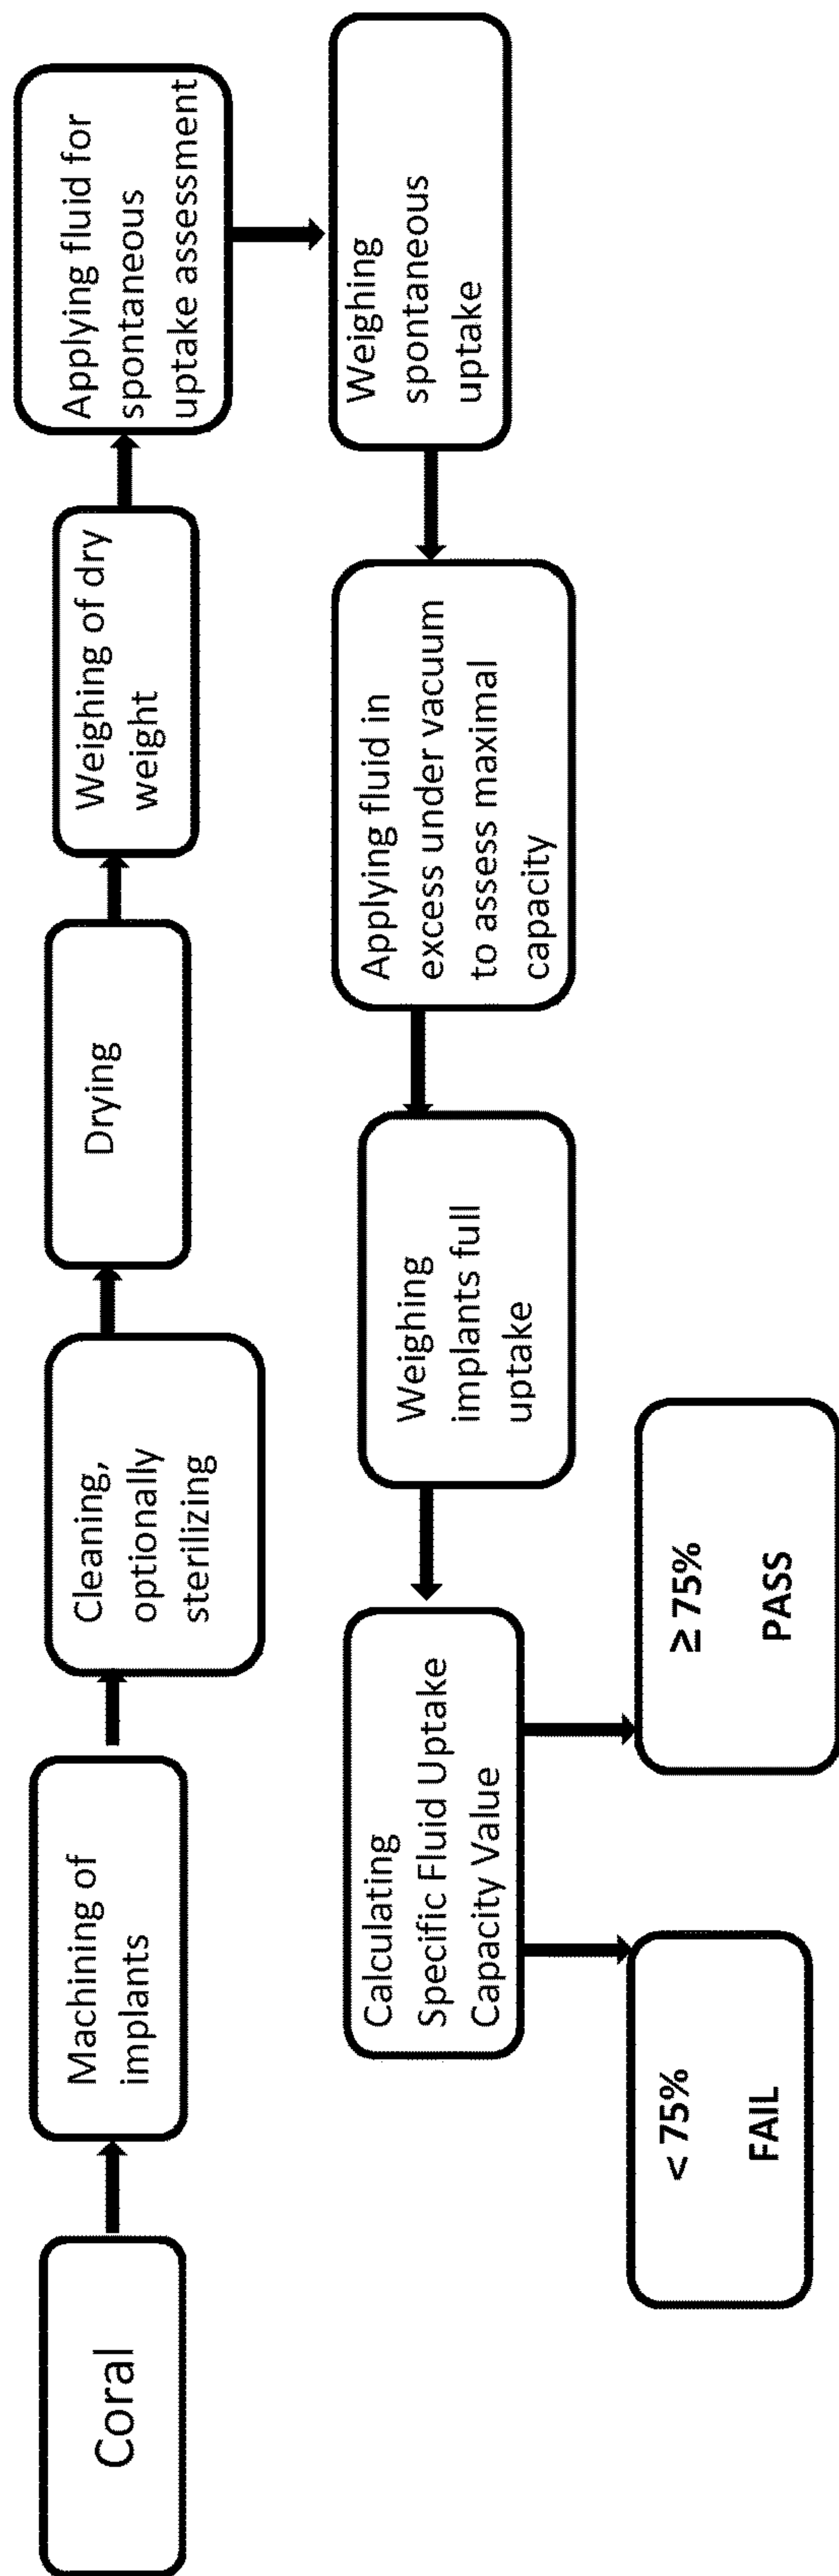 Coral
Machining of
implants
Cleaning,
optionally
sterilizing
Drying
Weighing of dry
weight
Applying fluid for
spontaneous
uptake assessment
Weighing
spontaneous
uptake
Applying fluid in
excess under vacuum
to assess maximal
capacity
Weighing
implants full
uptake
Calculating
Specific Fluid Uptake
Capacity Value
< 75%
FAIL
≥ 75%
PASS